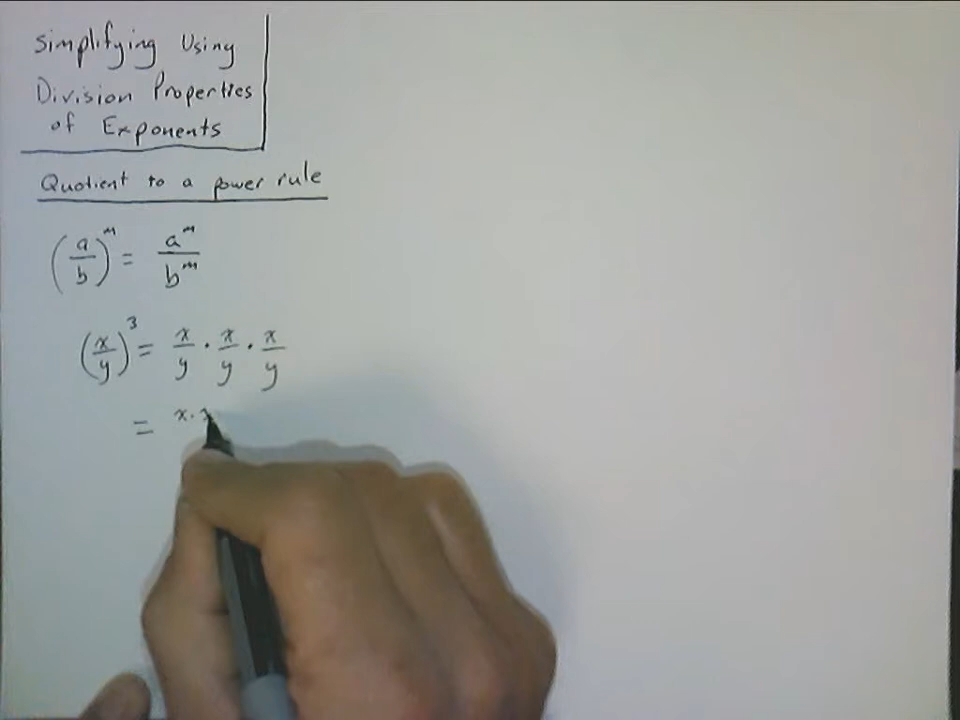 Simplifying Using
Division Properties
of Exponents
Quotient to a power rule
(a/b)^m = a^m/b^m
(x/y)^3 = x/y · x/y · x/y
= x · x